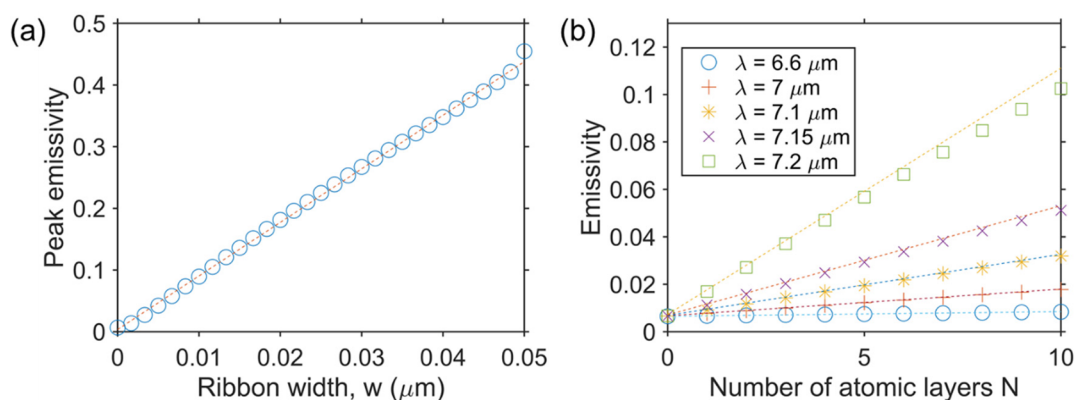 (a)
0.5
0.4
0.3
0.2
0.1
0
Peak emissivity
0 0.01 0.02 0.03 0.04 0.05
Ribbon width, w (μm)
(b)
0.12
0.1
0.08
0.06
0.04
0.02
0
Emissivity
λ = 6.6 μm
λ = 7 μm
λ = 7.1 μm
λ = 7.15 μm
λ = 7.2 μm
0 5 10
Number of atomic layers N